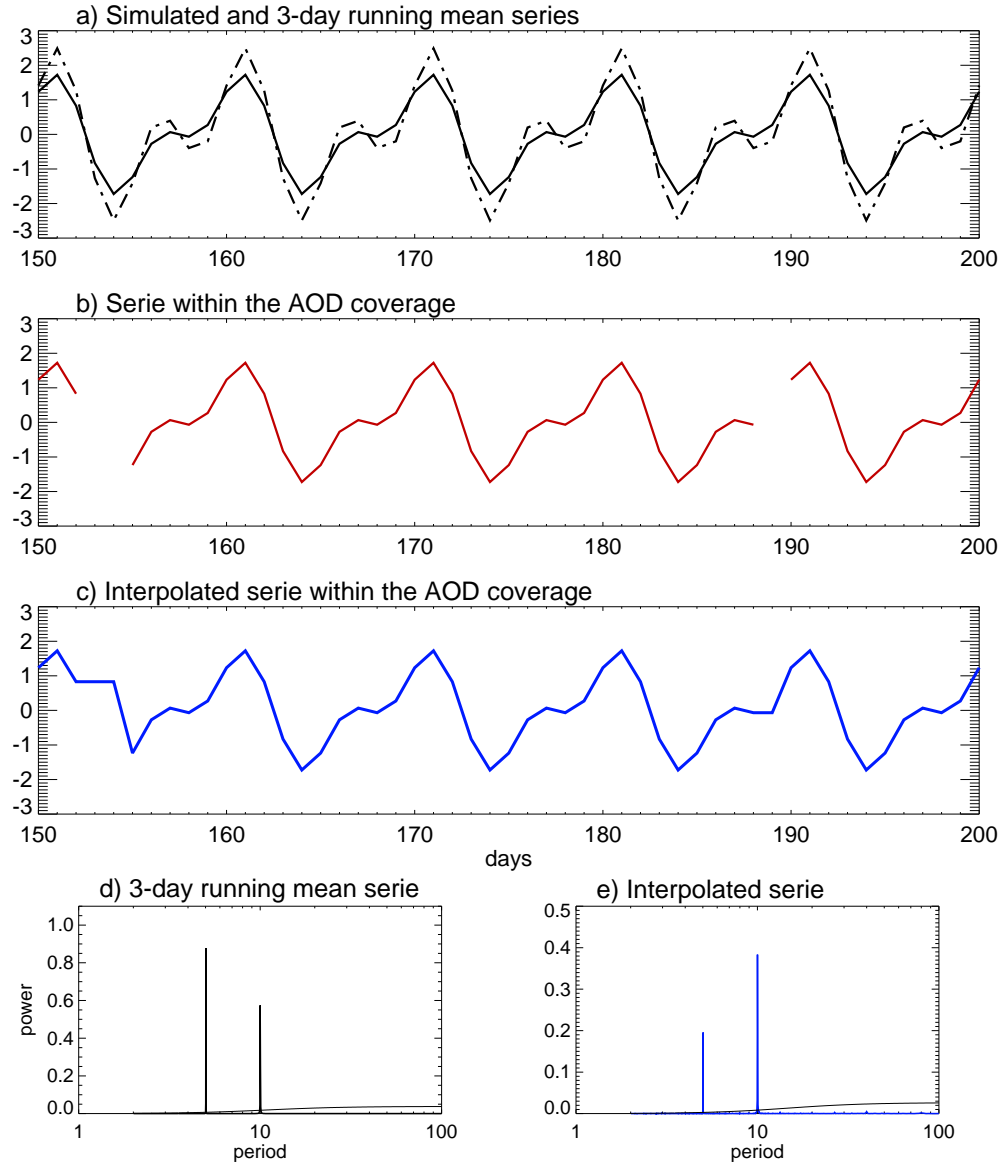 a) Simulated and 3-day running mean series
3
2
1
0
-1
-2
-3
150 160 170 180 190 200
b) Serie within the AOD coverage
3
2
1
0
-1
-2
-3
150 160 170 180 190 200
c) Interpolated serie within the AOD coverage
3
2
1
0
-1
-2
-3
150 160 170 180 190 200
days
d) 3-day running mean serie
power
1.0
0.8
0.6
0.4
0.2
0.0
1 10 100
period
e) Interpolated serie
0.5
0.4
0.3
0.2
0.1
0.0
1 10 100
period